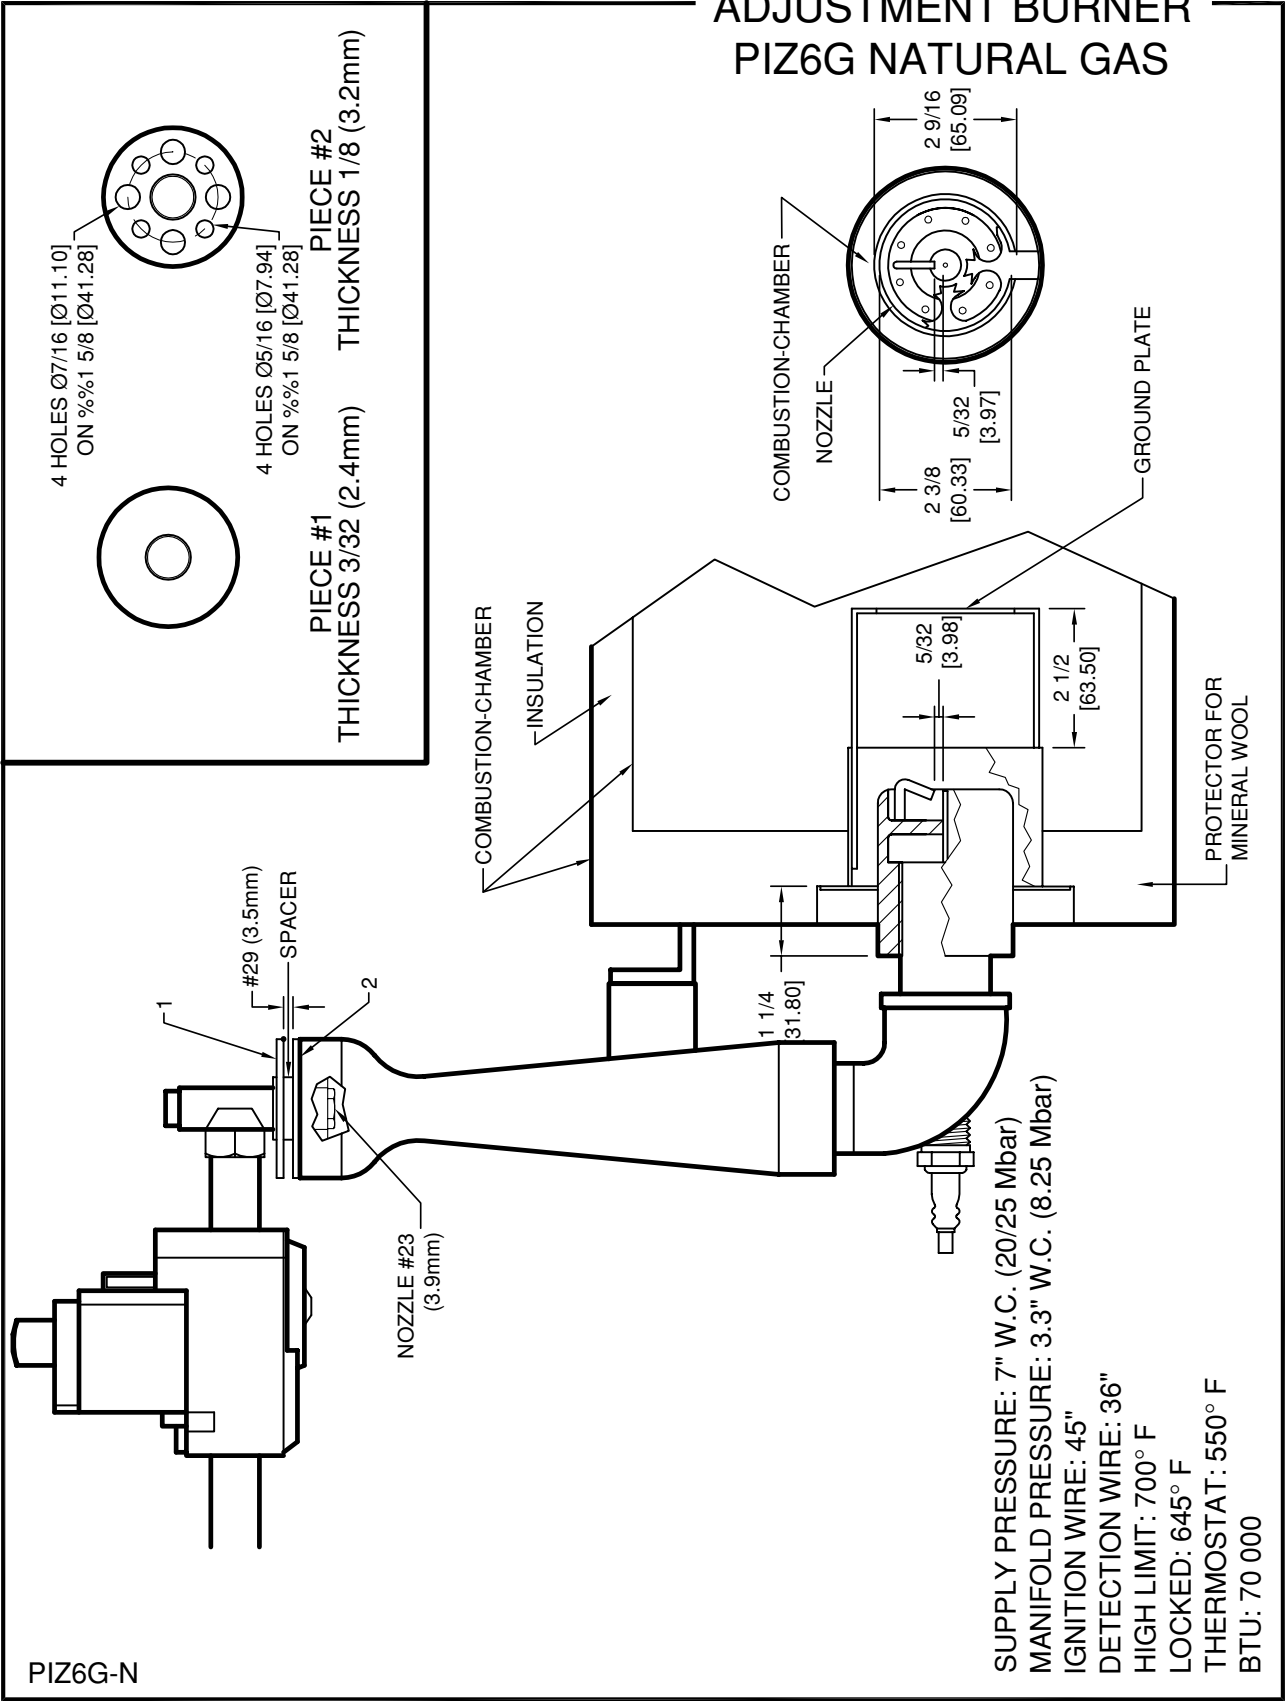 ADJUSTMENT BURNER
PIZ6G NATURAL GAS
4 HOLES Ø7/16 [Ø11.10]
ON %%1 5/8 [Ø41.28]
4 HOLES Ø5/16 [Ø7.94]
ON %%1 5/8 [Ø41.28]
PIECE #1
THICKNESS 3/32 (2.4mm)
PIECE #2
THICKNESS 1/8 (3.2mm)
2 9/16
[65.09]
COMBUSTION-CHAMBER
NOZZLE
5/32
[3.97]
2 3/8
[60.33]
GROUND PLATE
COMBUSTION-CHAMBER
INSULATION
5/32
[3.98]
2 1/2
[63.50]
PROTECTOR FOR
MINERAL WOOL
1
#29 (3.5mm)
SPACER
2
1 1/4
31.80]
NOZZLE #23
(3.9mm)
SUPPLY PRESSURE: 7" W.C. (20/25 Mbar)
MANIFOLD PRESSURE: 3.3" W.C. (8.25 Mbar)
IGNITION WIRE: 45"
DETECTION WIRE: 36"
HIGH LIMIT: 700° F
LOCKED: 645° F
THERMOSTAT: 550° F
BTU: 70 000
PIZ6G-N